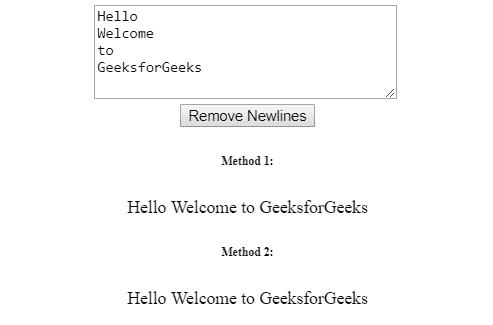 Hello
Welcome
to
GeeksforGeeks
Remove Newlines
Method 1:
Hello Welcome to GeeksforGeeks
Method 2:
Hello Welcome to GeeksforGeeks